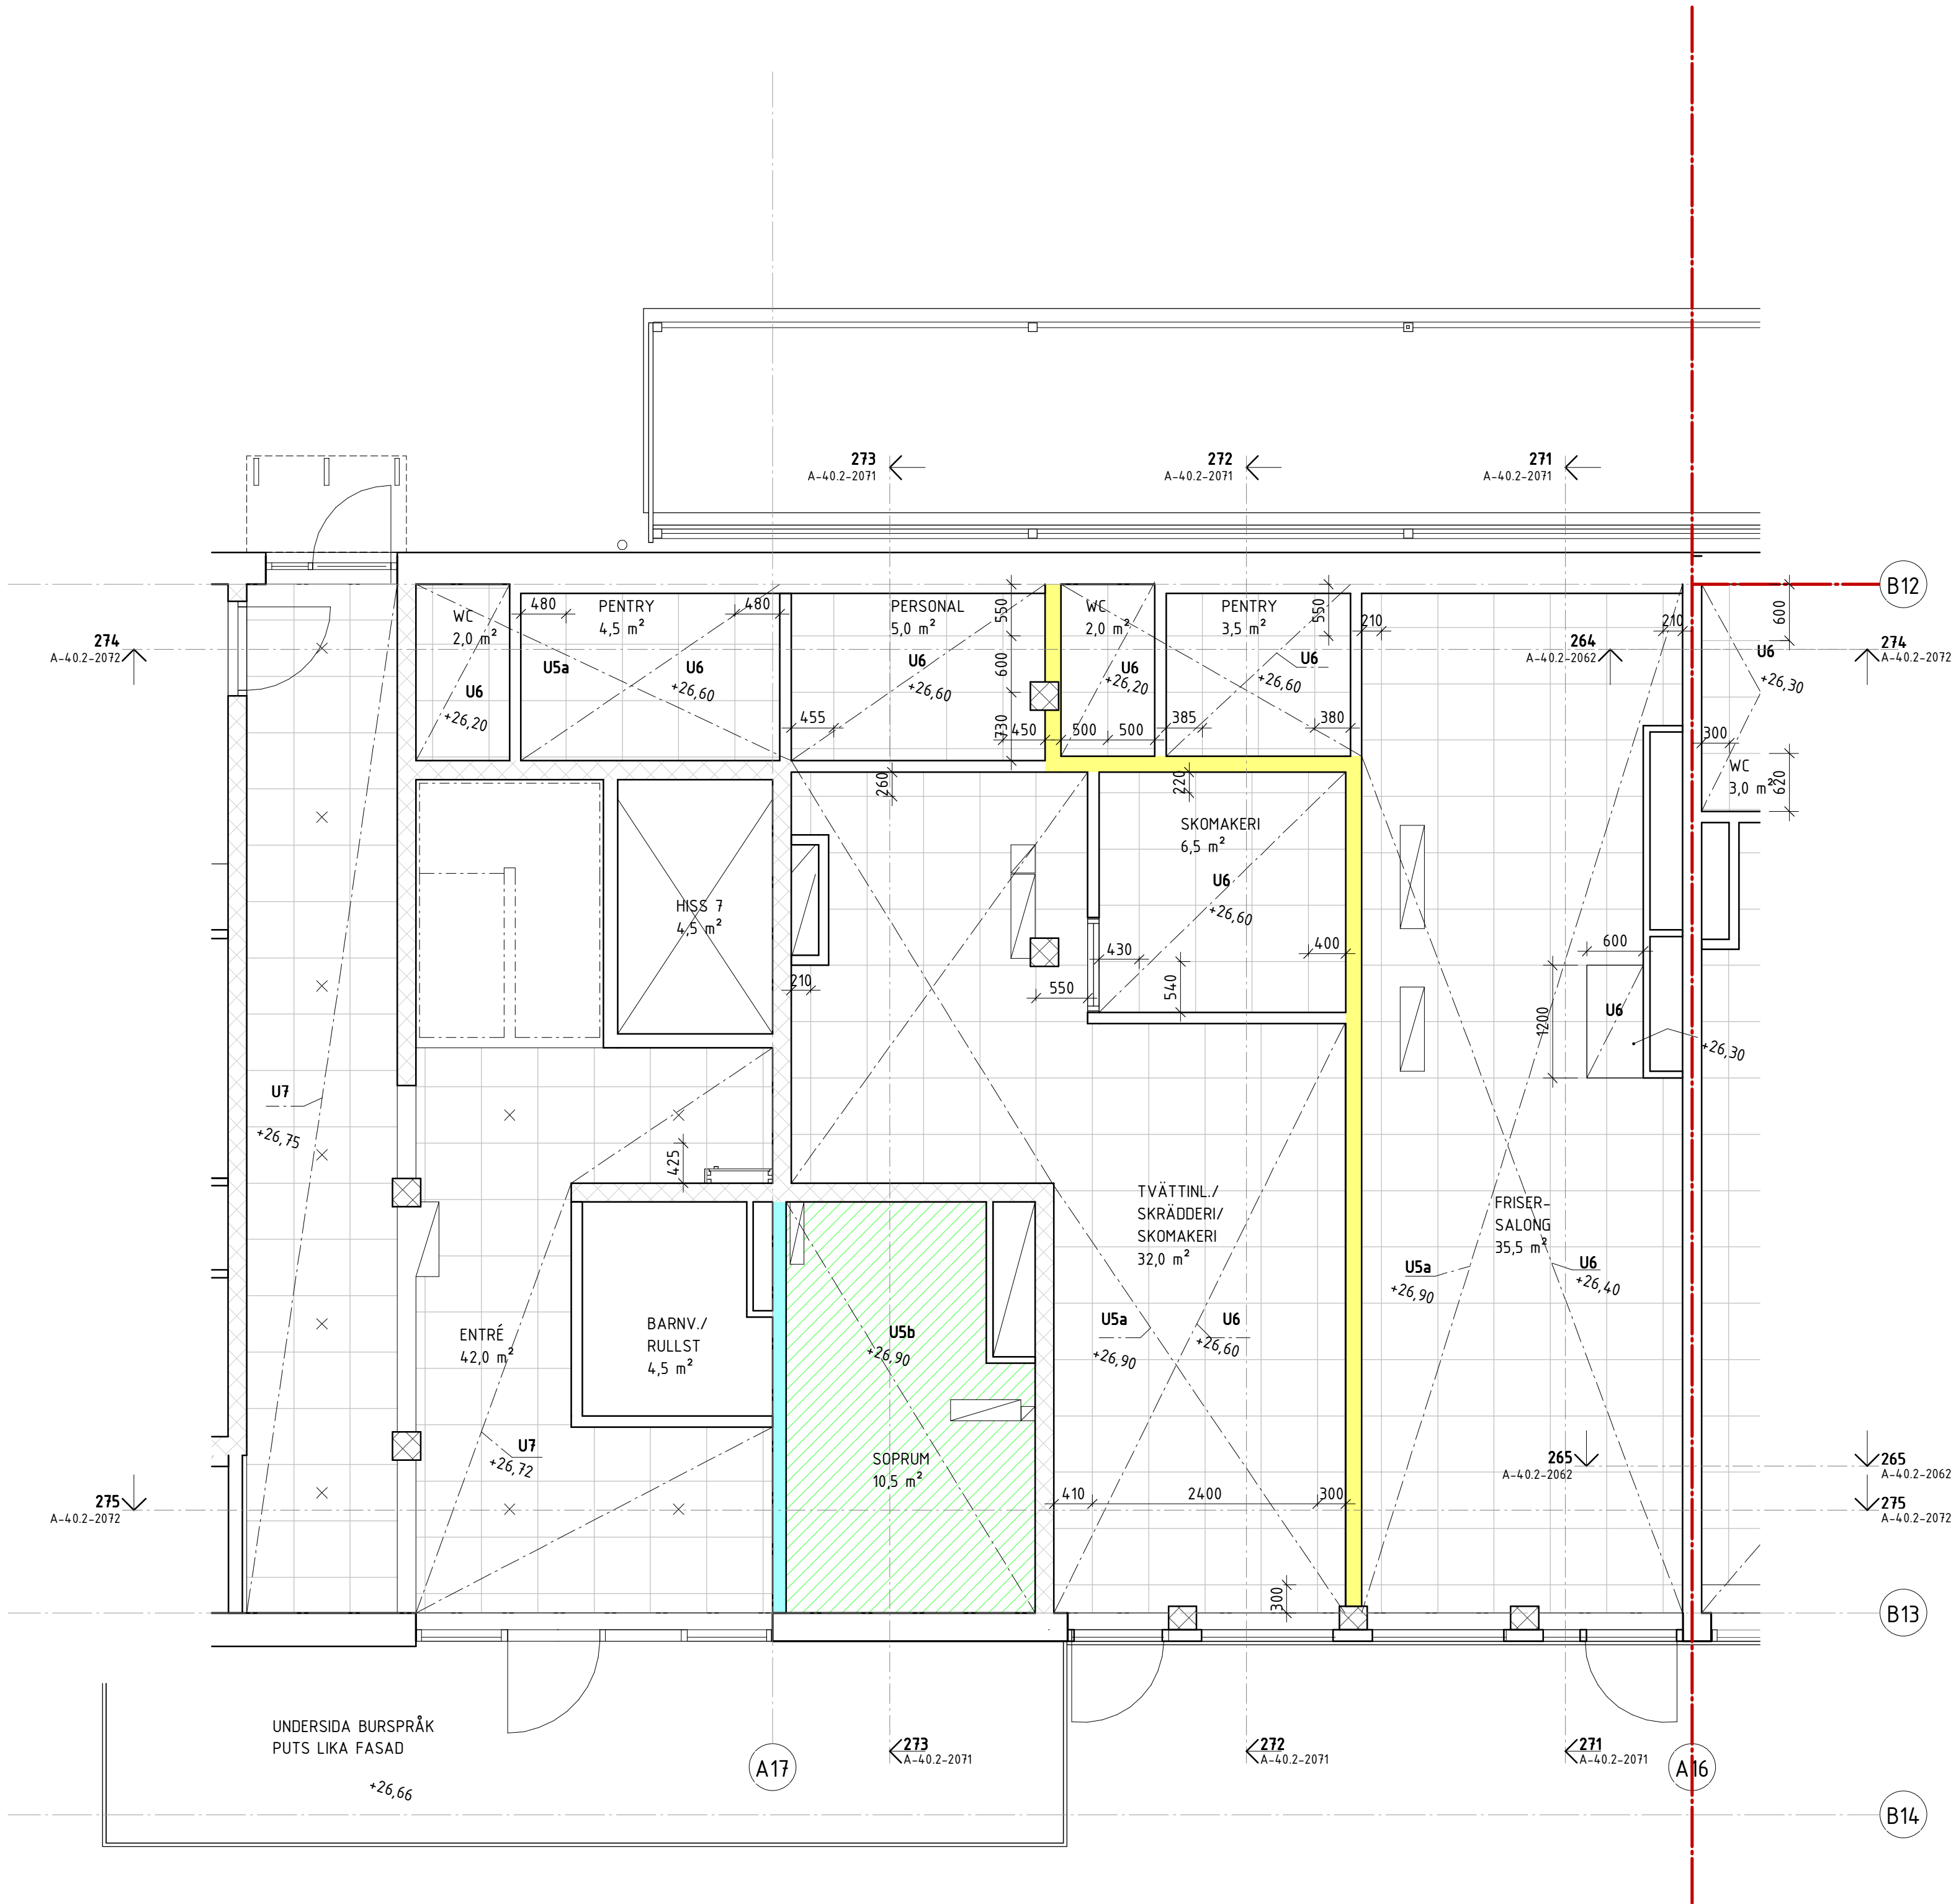 273
A-40.2-2071
272
A-40.2-2071
271
A-40.2-2071
B12
274
A-40.2-2072
264
A-40.2-2062
274
A-40.2-2072
WC
2,0 m²
U6
+26,20
480
PENTRY
4,5 m²
480
U5a
U6
+26,60
PERSONAL
5,0 m²
U6
+26,60
455
450
550
600
730
WC
2,0 m²
U6
+26,20
500
500
PENTRY
3,5 m²
550
U6
+26,60
385
380
210
210
600
U6
+26,30
300
WC
3,0 m²
620
260
220
SKOMAKERI
6,5 m²
U6
+26,60
HISS 7
4,5 m²
210
430
400
540
550
600
1200
U6
+26,30
U7
+26,75
425
TVÄTTINL./
SKRÄDDERI/
SKOMAKERI
32,0 m²
FRISER-
SALONG
35,5 m²
U5a
+26,90
U6
+26,40
ENTRÉ
42,0 m²
BARNV./
RULLST
4,5 m²
U5b
+26,90
U5a
+26,90
U6
+26,60
U7
+26,72
SOPRUM
10,5 m²
265
A-40.2-2062
265
A-40.2-2062
275
A-40.2-2072
275
A-40.2-2072
410
2400
300
300
B13
UNDERSIDA BURSPRÅK
PUTS LIKA FASAD
+26,66
A17
273
A-40.2-2071
272
A-40.2-2071
271
A-40.2-2071
A16
B14